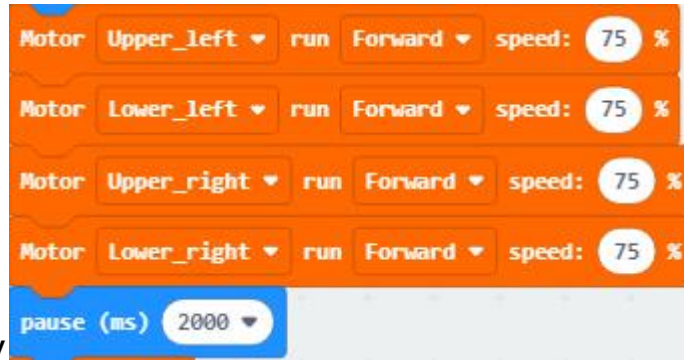 Motor Upper_left run Forward speed: 75 %
Motor Lower_left run Forward speed: 75 %
Motor Upper_right run Forward speed: 75 %
Motor Lower_right run Forward speed: 75 %
pause (ms) 2000